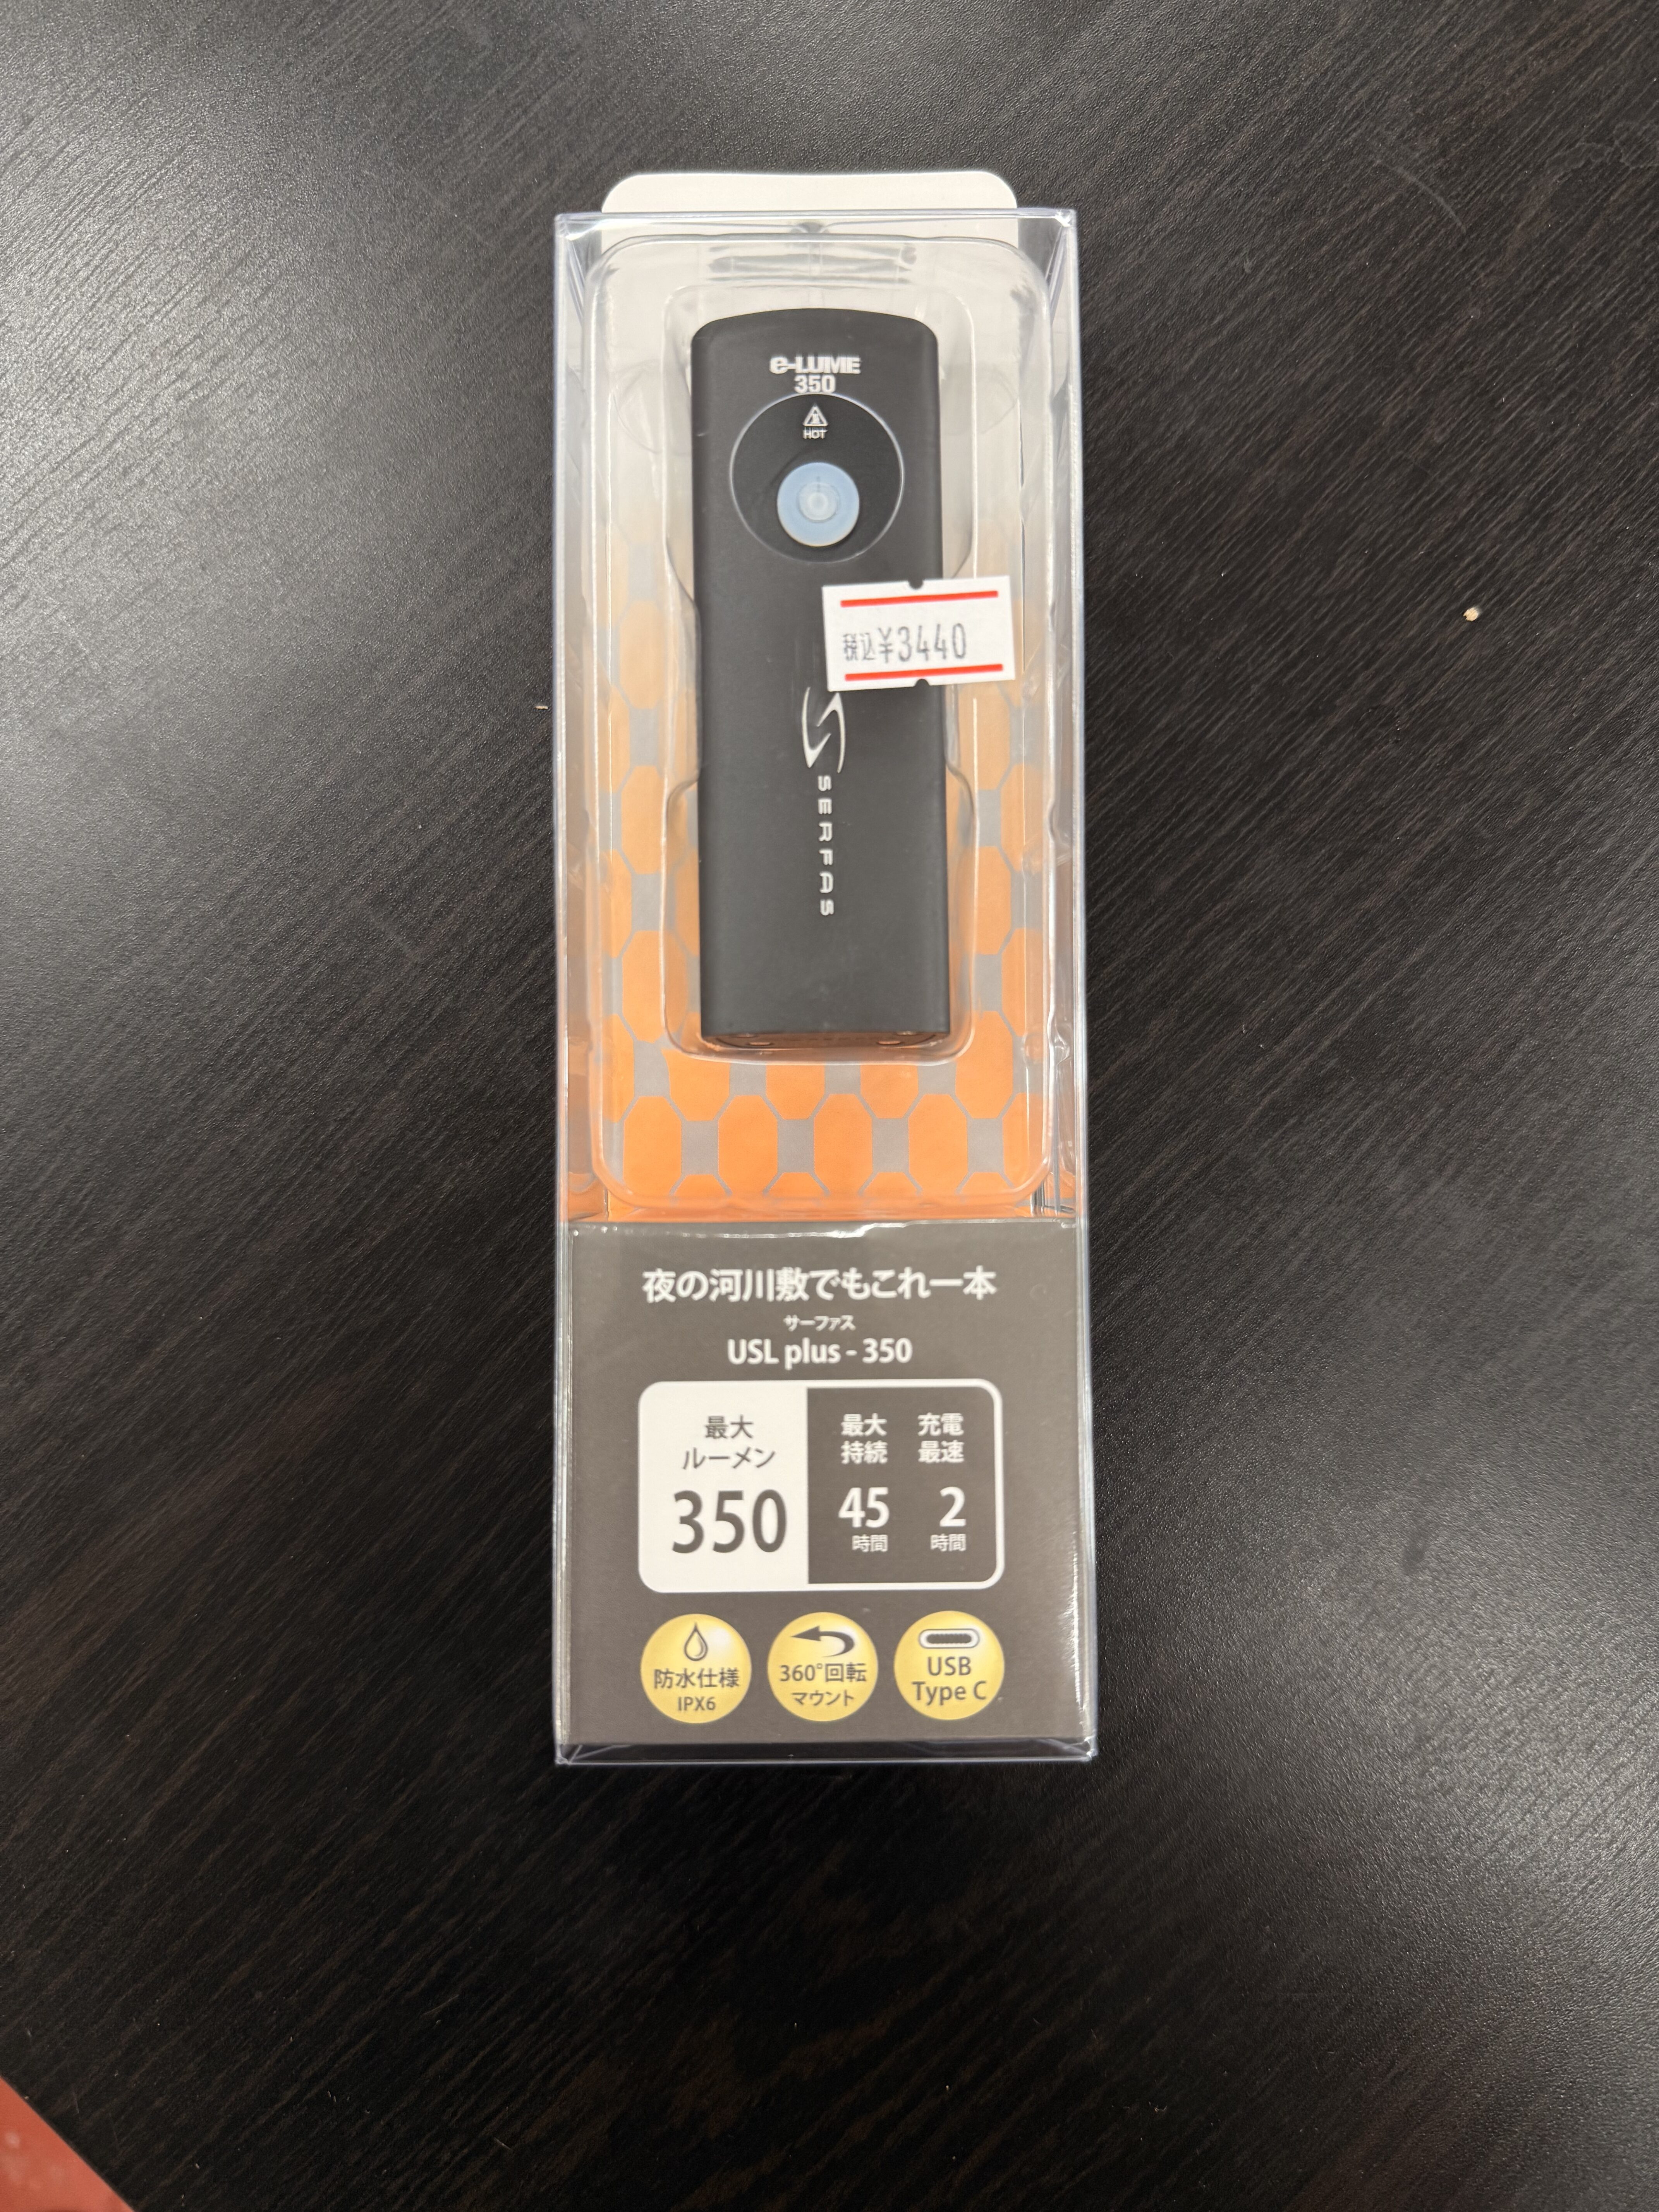 e-LUME
350
HOT
税込¥3440
SERFAS
夜の河川敷でもこれ一本
サーファス
USL plus - 350
最大
ルーメン
350
最大
持続
45
時間
充電
最速
2
時間
防水仕様
IPX6
360°回転
マウント
USB
Type C